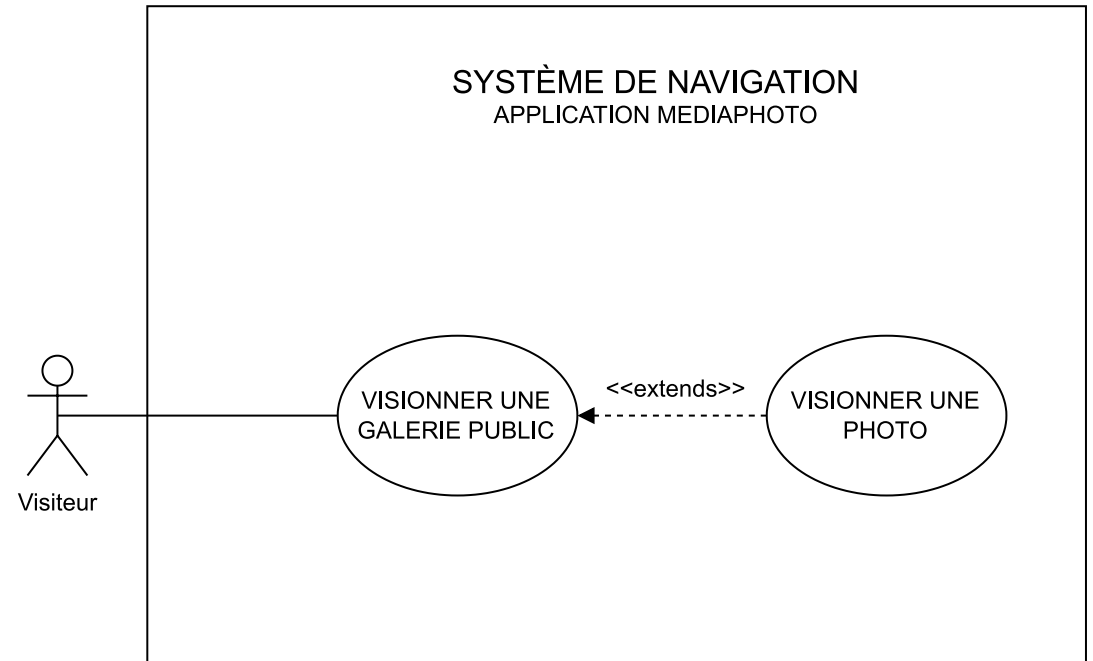 SYSTÈME DE NAVIGATION
APPLICATION MEDIAPHOTO
VISIONNER UNE
GALERIE PUBLIC
<<extends>>
VISIONNER UNE
PHOTO
Visiteur